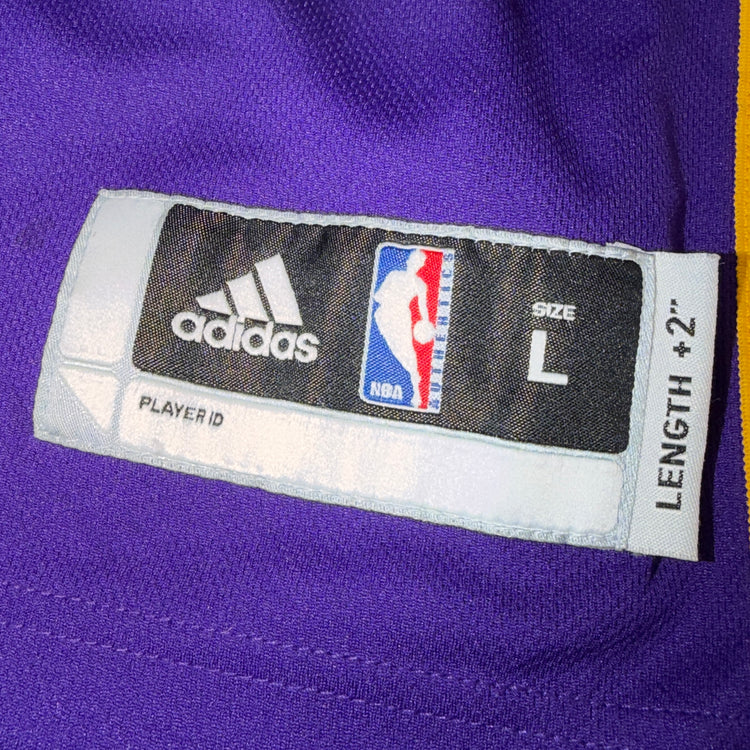 adidas
NBA
AUTHENTICS
SIZE
L
PLAYER ID
LENGTH +2"